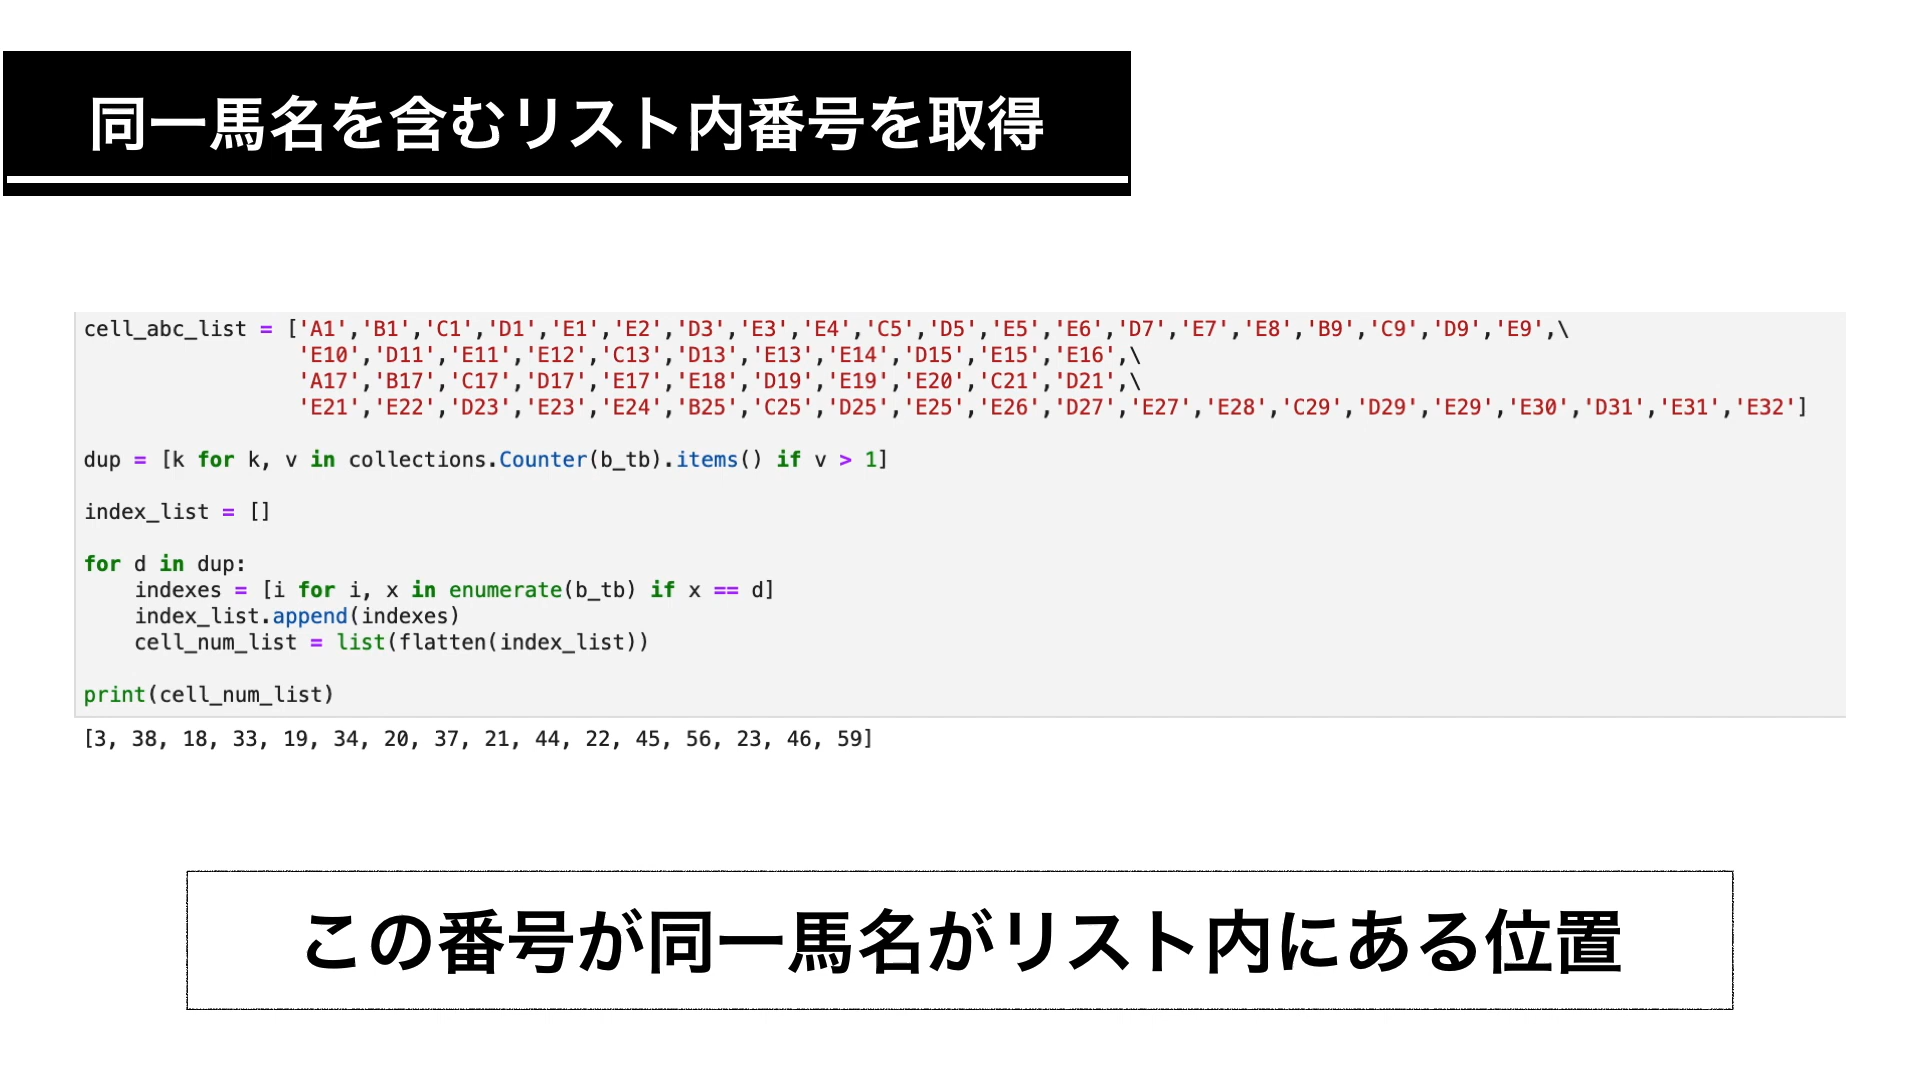 同一馬名を含むリスト内番号を取得
cell_abc_list = ['A1','B1','C1','D1','E1','E2','D3','E3','E4','C5','D5','E5','E6','D7','E7','E8','B9','C9','D9','E9',\
'E10','D11','E11','E12','C13','D13','E13','E14','D15','E15','E16',\
'A17','B17','C17','D17','E17','E18','D19','E19','E20','C21','D21',\
'E21','E22','D23','E23','E24','B25','C25','D25','E25','E26','D27','E27','E28','C29','D29','E29','E30','D31','E31','E32']
dup = [k for k, v in collections.Counter(b_tb).items() if v > 1]
index_list = []
for d in dup:
    indexes = [i for i, x in enumerate(b_tb) if x == d]
    index_list.append(indexes)
    cell_num_list = list(flatten(index_list))
print(cell_num_list)
[3, 38, 18, 33, 19, 34, 20, 37, 21, 44, 22, 45, 56, 23, 46, 59]
この番号が同一馬名がリスト内にある位置